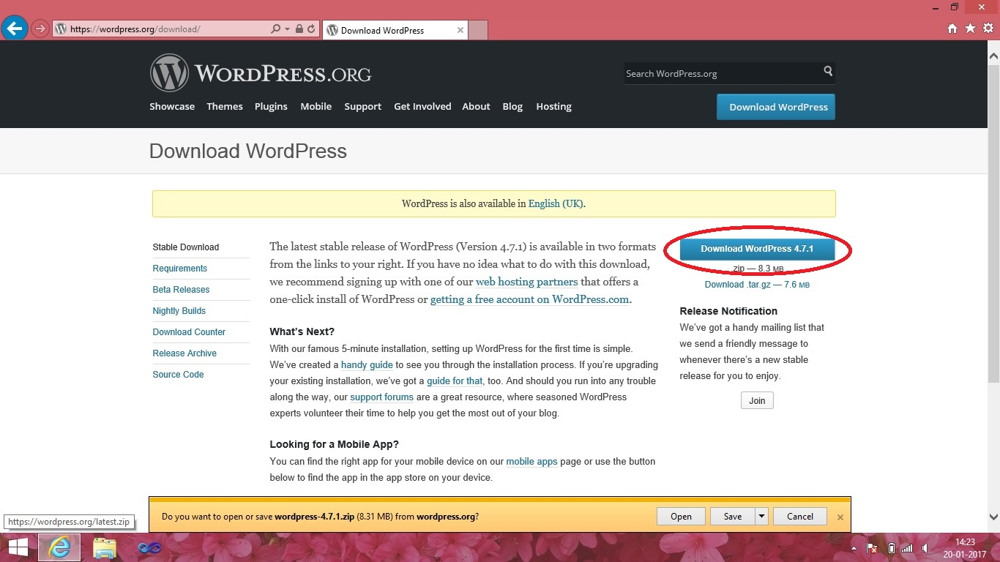 https://wordpress.org/download/
Download WordPress
WORDPRESS.ORG
Search WordPress.org
Showcase Themes Plugins Mobile Support Get Involved About Blog Hosting
Download WordPress
Download WordPress
WordPress is also available in English (UK).
Stable Download
Requirements
Beta Releases
Nightly Builds
Download Counter
Release Archive
Source Code
The latest stable release of WordPress (Version 4.7.1) is available in two formats
from the links to your right. If you have no idea what to do with this download,
we recommend signing up with one of our web hosting partners that offers a
one-click install of WordPress or getting a free account on WordPress.com.
What's Next?
With our famous 5-minute installation, setting up WordPress for the first time is simple.
We've created a handy guide to see you through the installation process. If you're upgrading
your existing installation, we've got a guide for that, too. And should you run into any trouble
along the way, our support forums are a great resource, where seasoned WordPress
experts volunteer their time to help you get the most out of your blog.
Looking for a Mobile App?
You can find the right app for your mobile device on our mobile apps page or use the button
below to find the app in the app store on your device.
Download WordPress 4.7.1
.zip — 8.3 MB
Download .tar.gz — 7.6 MB
Release Notification
We've got a handy mailing list that
we send a friendly message to
whenever there's a new stable
release for you to enjoy.
Join
Do you want to open or save wordpress-4.7.1.zip (8.31 MB) from wordpress.org?
Open Save Cancel
https://wordpress.org/latest.zip
14:23
20-01-2017